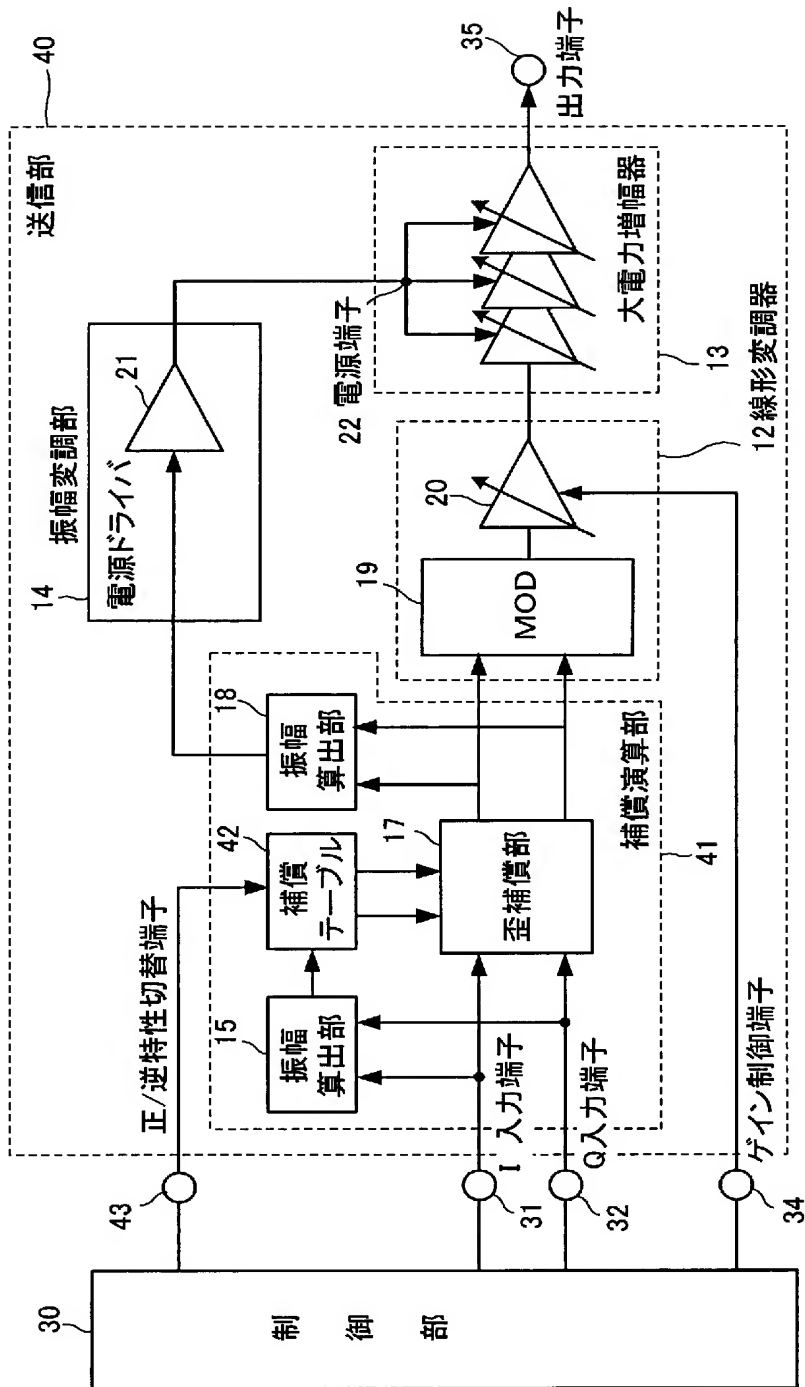 40
送信部
35
出力端子
振幅変調部
14
電源ドライバ
21
22 電源端子
大電力増幅器
13
12 線形変調器
20
19
MOD
正/逆特性切替端子
43
18
振幅
算出部
42
補償
テーブル
15
振幅
算出部
17
歪補償部
補償演算部
41
31
I 入力端子
32
Q入力端子
34
ゲイン制御端子
30
制御部